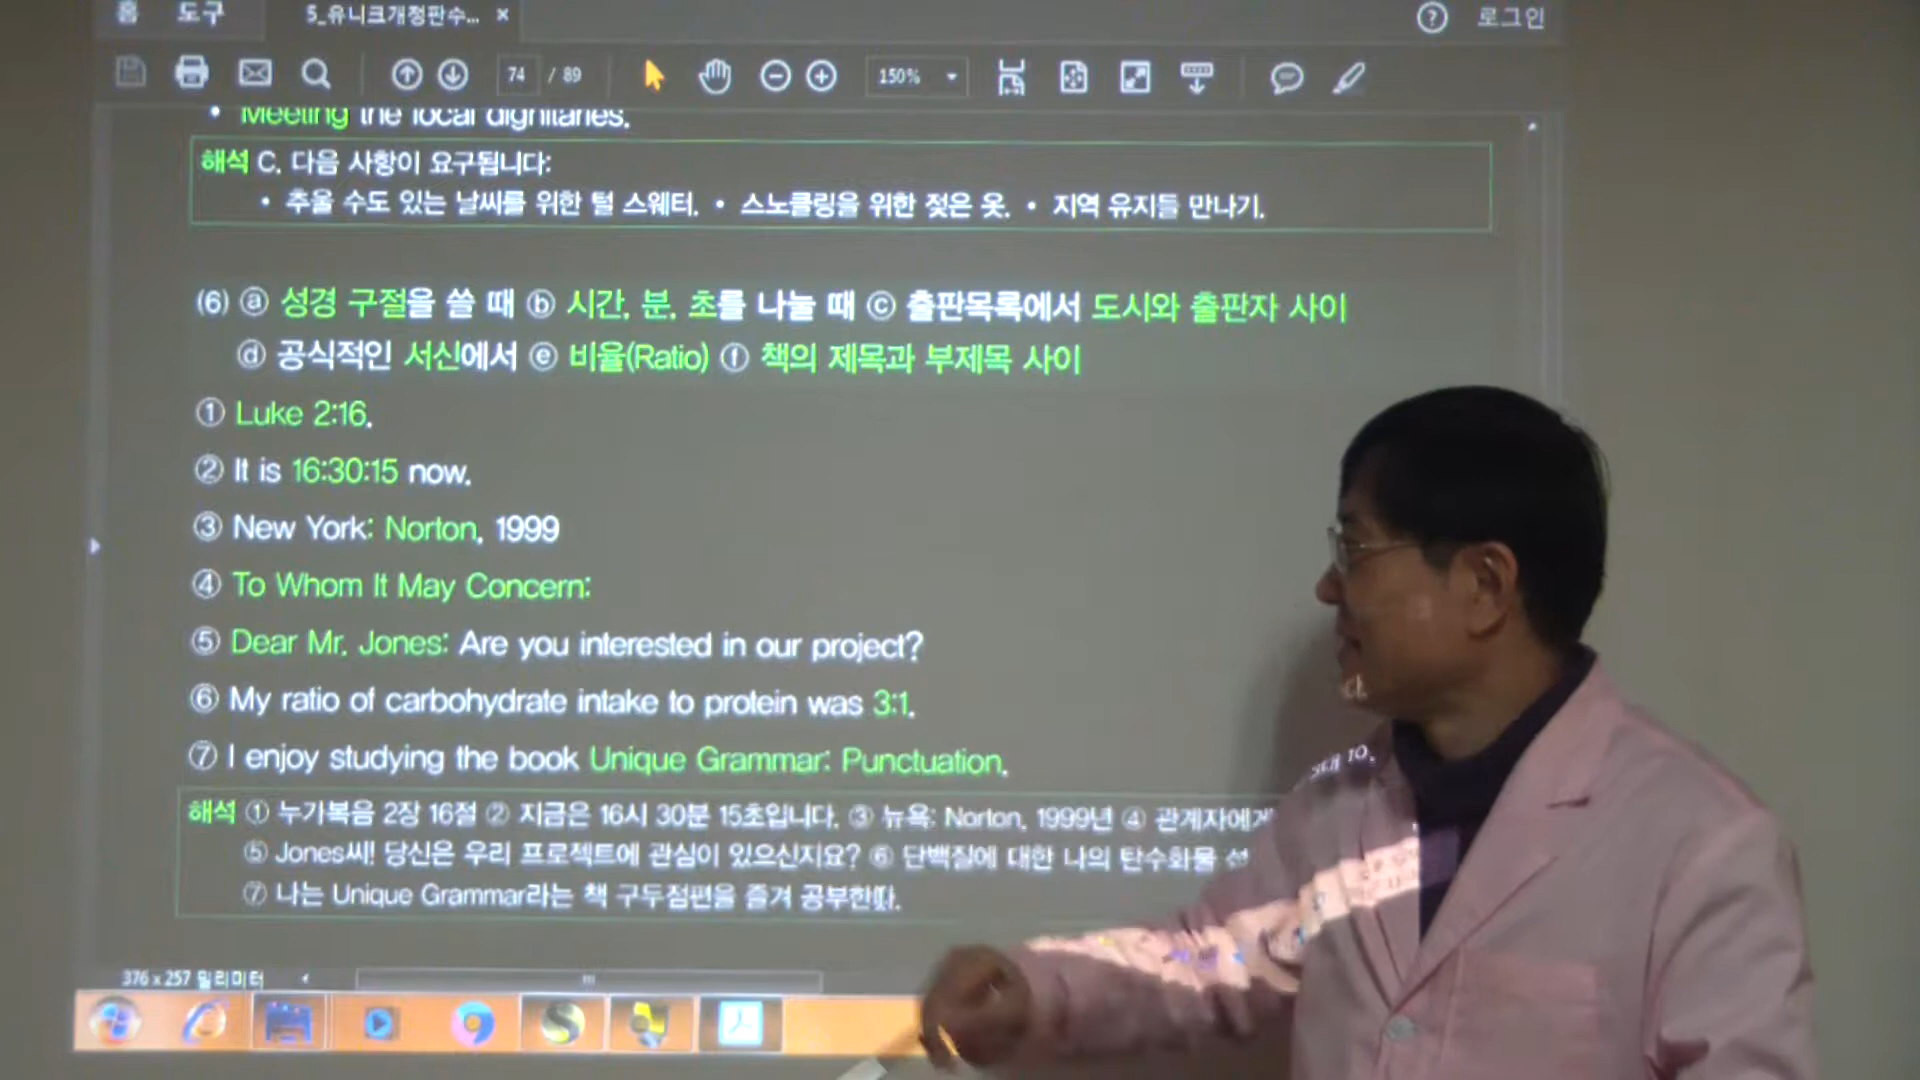 홈 도구 5_유니크개정판수... × ? 로그인
74 / 89 150%
• Meeting the local dignitaries.
해석 C. 다음 사항이 요구됩니다:
• 추울 수도 있는 날씨를 위한 털 스웨터. • 스노클링을 위한 젖은 옷. • 지역 유지들 만나기.
(6) ⓐ 성경 구절을 쓸 때 ⓑ 시간, 분, 초를 나눌 때 ⓒ 출판목록에서 도시와 출판자 사이
ⓓ 공식적인 서신에서 ⓔ 비율(Ratio) ⓕ 책의 제목과 부제목 사이
① Luke 2:16.
② It is 16:30:15 now.
③ New York: Norton, 1999
④ To Whom It May Concern:
⑤ Dear Mr. Jones: Are you interested in our project?
⑥ My ratio of carbohydrate intake to protein was 3:1.
⑦ I enjoy studying the book Unique Grammar: Punctuation.
해석 ① 누가복음 2장 16절 ② 지금은 16시 30분 15초입니다. ③ 뉴욕: Norton, 1999년 ④ 관계자에게
⑤ Jones씨! 당신은 우리 프로젝트에 관심이 있으신지요? ⑥ 단백질에 대한 나의 탄수화물
⑦ 나는 Unique Grammar라는 책 구두점편을 즐겨 공부한다.
376 x 257 밀리미터